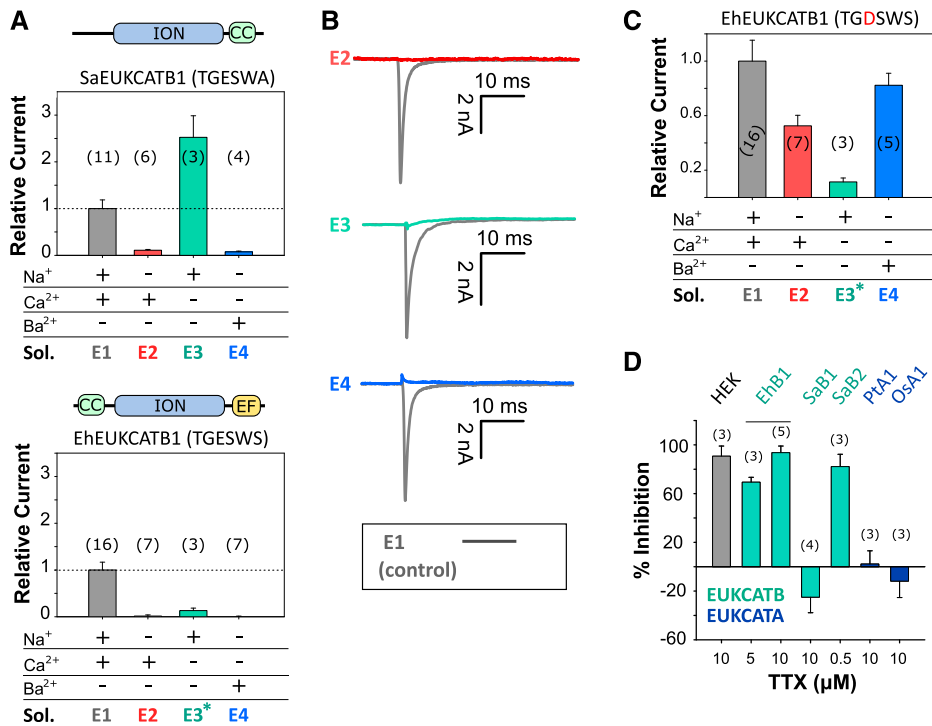 A
ION
CC
SaEUKCATB1 (TGESWA)
Relative Current
3
2
1
0
(11)
(6)
(3)
(4)
Na+ + - + -
Ca2+ + + - -
Ba2+ - - - +
Sol. E1 E2 E3 E4
CC
ION
EF
EhEUKCATB1 (TGESWS)
Relative Current
3
2
1
0
(16)
(7)
(3)
(7)
Na+ + - + -
Ca2+ + + - -
Ba2+ - - - +
Sol. E1 E2 E3* E4
B
E2
10 ms
2 nA
E3
10 ms
2 nA
E4
10 ms
2 nA
E1
(control)
C
EhEUKCATB1 (TGDSWS)
Relative Current
1.0
0.6
0.2
(16)
(7)
(3)
(5)
Na+ + - + -
Ca2+ + + - -
Ba2+ - - - +
Sol. E1 E2 E3* E4
D
HEK
EhB1
SaB1
SaB2
PtA1
OsA1
% Inhibition
100
60
20
-20
-60
(3)
(3)
(5)
(4)
(3)
(3)
(3)
EUKCATB
EUKCATA
10 5 10 10 0.5 10 10
TTX (µM)